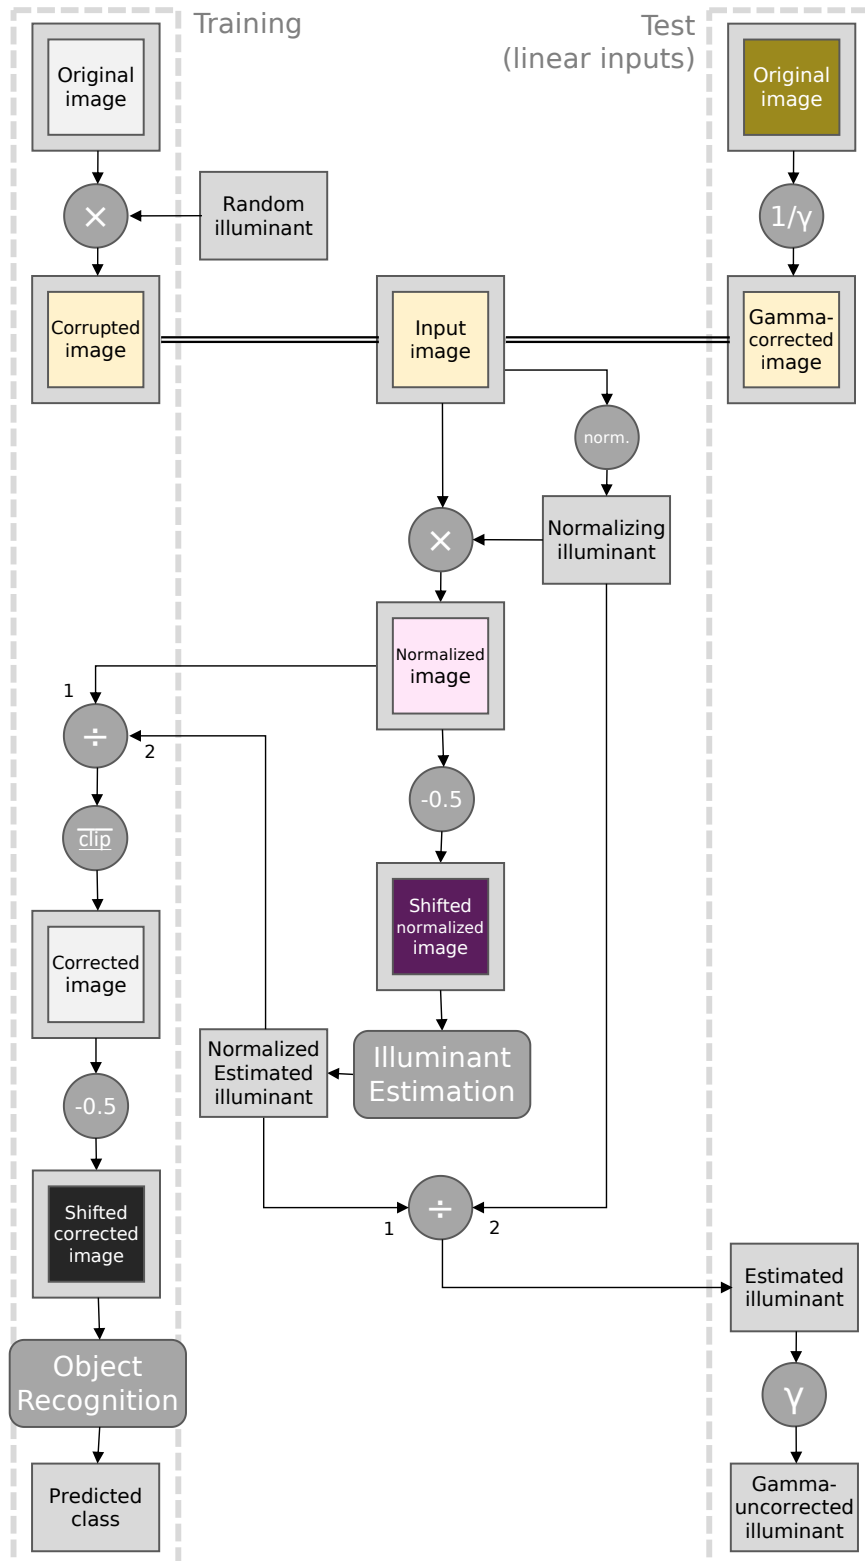 Training
Test
(linear inputs)
Original
image
Original
image
×
Random
illuminant
1/γ
Corrupted
image
Input
image
Gamma-
corrected
image
norm.
×
Normalizing
illuminant
Normalized
image
1
÷
2
-0.5
clip
Shifted
normalized
image
Corrected
image
Normalized
Estimated
illuminant
Illuminant
Estimation
-0.5
÷
1
2
Shifted
corrected
image
Estimated
illuminant
Object
Recognition
γ
Predicted
class
Gamma-
uncorrected
illuminant